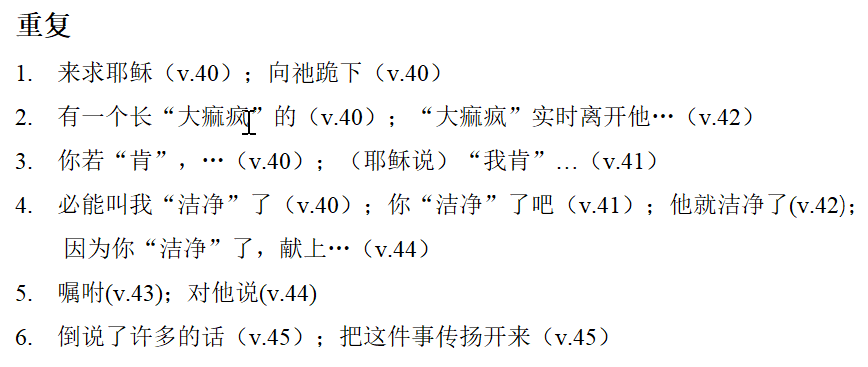 重复
1. 来求耶稣（v.40）；向祂跪下（v.40）
2. 有一个长“大痲疯”的（v.40）；“大痲疯”实时离开他…（v.42）
3. 你若“肯”，…（v.40）；（耶稣说）“我肯”…（v.41）
4. 必能叫我“洁净”了（v.40）；你“洁净”了吧（v.41）；他就洁净了(v.42)；
因为你“洁净”了，献上…（v.44）
5. 嘱咐(v.43)；对他说(v.44)
6. 倒说了许多的话（v.45）；把这件事传扬开来（v.45）